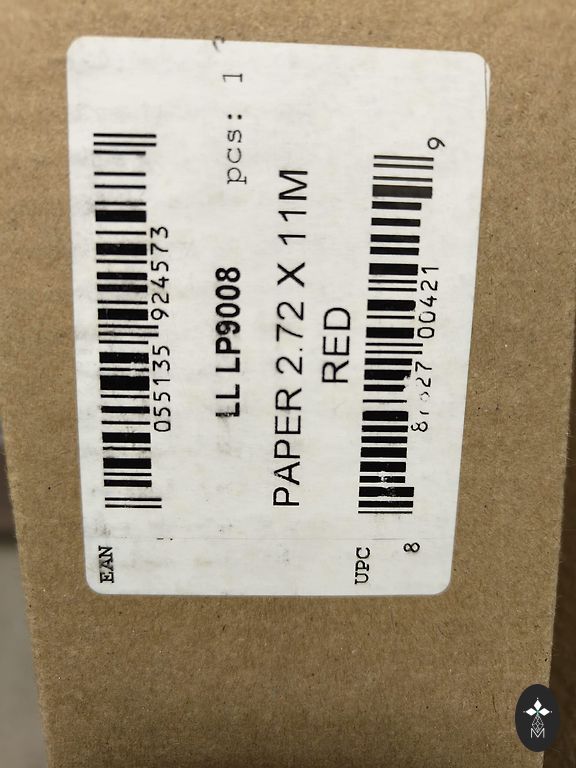 EAN
055135 924573
pcs: 1
LL LP9008
PAPER 2.72 X 11M
RED
UPC
8 00421 9
M